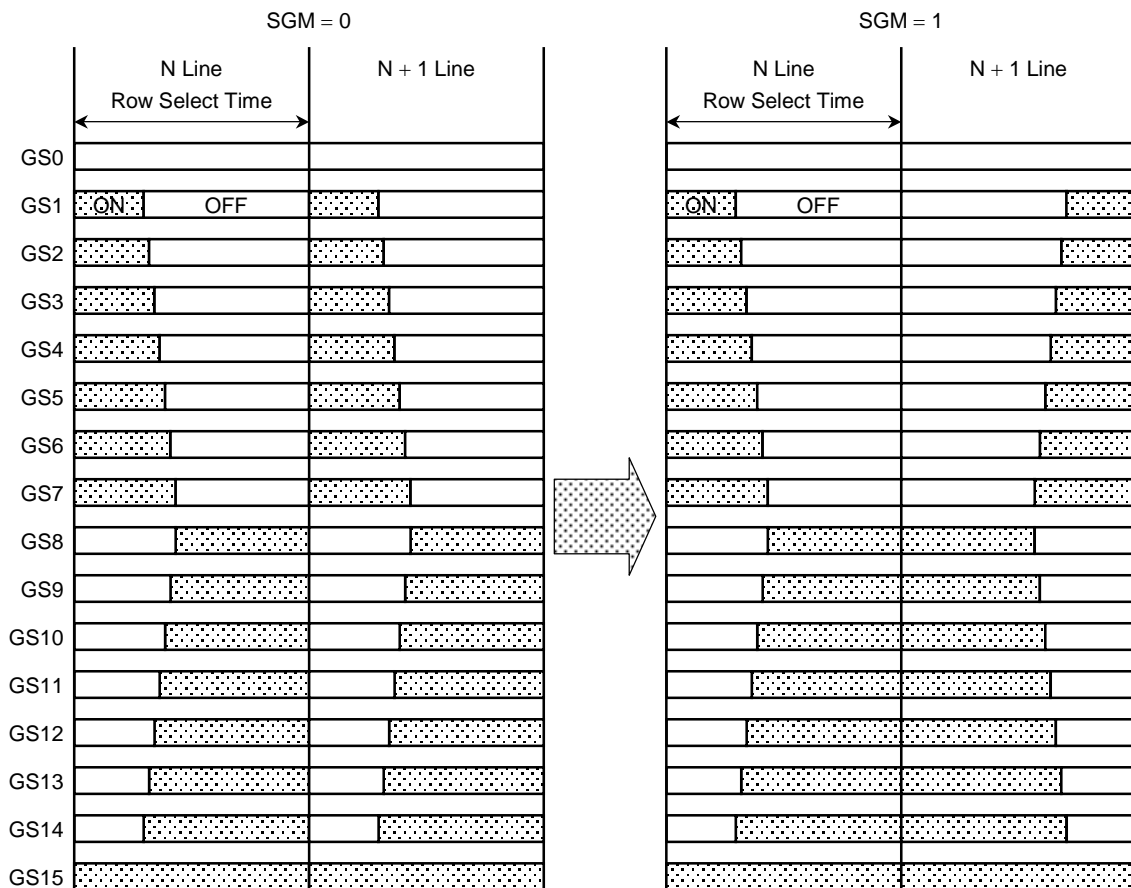 SGM = 0
SGM = 1
N Line
N + 1 Line
N Line
N + 1 Line
Row Select Time
Row Select Time
GS0
GS1
ON
OFF
ON
OFF
GS2
GS3
GS4
GS5
GS6
GS7
GS8
GS9
GS10
GS11
GS12
GS13
GS14
GS15